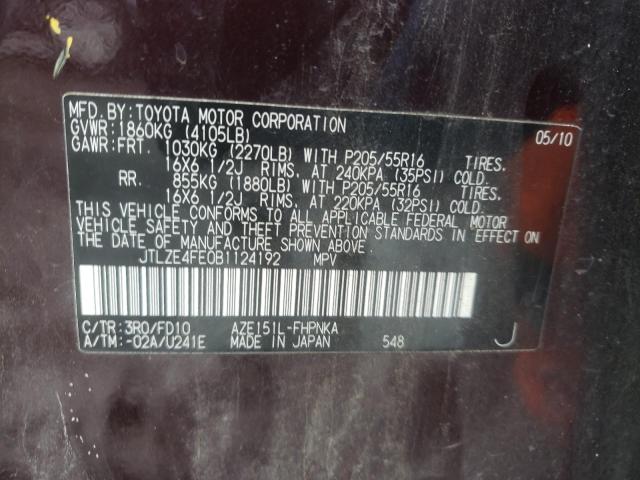 MFD.BY:TOYOTA MOTOR CORPORATION 05/10
GVWR:1860KG (4105LB)
GAWR:FRT. 1030KG (2270LB) WITH P205/55R16 TIRES.
16X6 1/2J RIMS, AT 240KPA (35PSI) COLD.
RR. 855KG (1880LB) WITH P205/55R16 TIRES.
16X6 1/2J RIMS, AT 220KPA (32PSI) COLD.
THIS VEHICLE CONFORMS TO ALL APPLICABLE FEDERAL MOTOR
VEHICLE SAFETY AND THEFT PREVENTION STANDARDS IN EFFECT ON
THE DATE OF MANUFACTURE SHOWN ABOVE.
JTLZE4FE0B1124192 MPV
C/TR:3R0/FD10 AZE151L-FHPNKA
A/TM:-02A/U241E MADE IN JAPAN 548 J